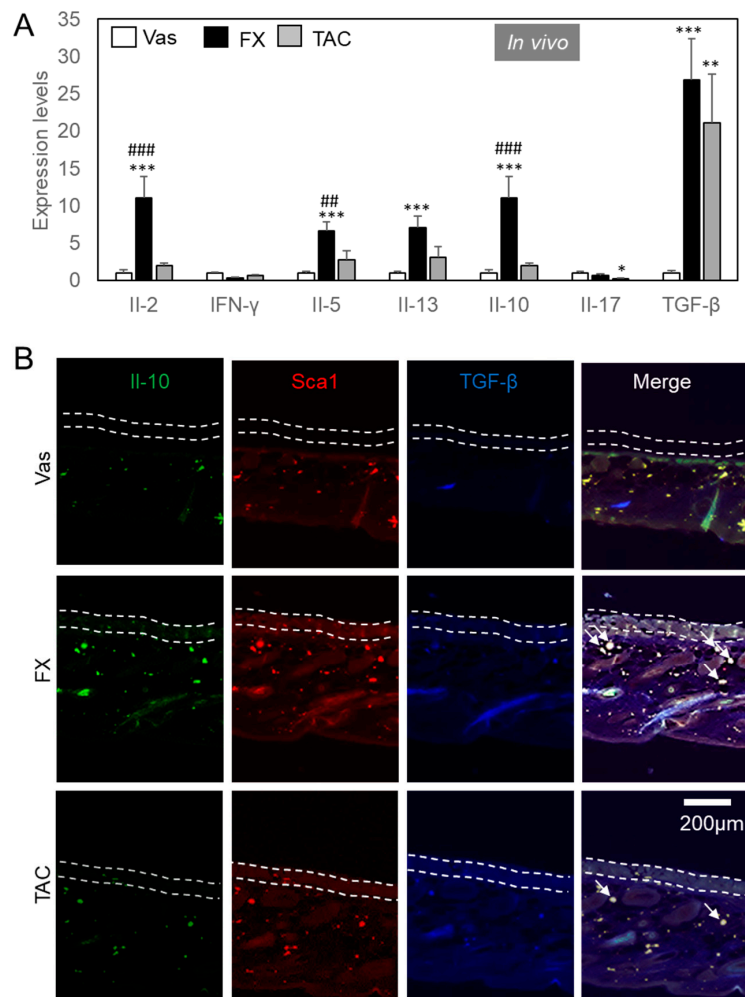 A
35
30
25
20
15
10
5
0
Expression levels
Vas FX TAC
In vivo
###
***
##
***
***
###
***
*
***
**
Il-2 IFN-γ Il-5 Il-13 Il-10 Il-17 TGF-β
B
Il-10 Sca1 TGF-β Merge
Vas
FX
TAC
200μm